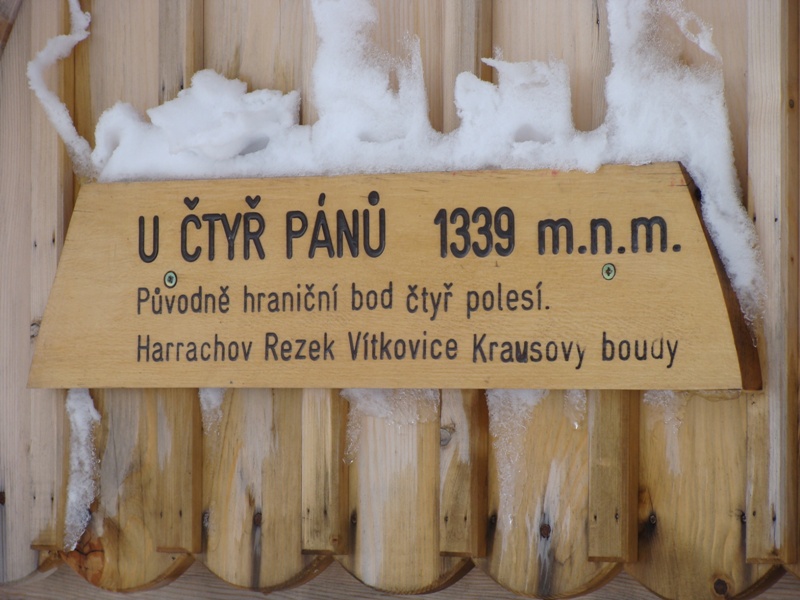 U ČTYŘ PÁNŮ 1339 m.n.m.
Původně hraniční bod čtyř polesí.
Harrachov Rezek Vítkovice Krausovy boudy